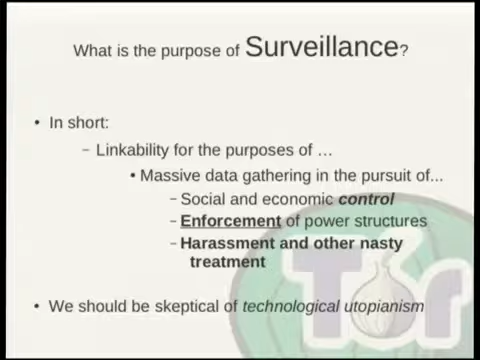 What is the purpose of Surveillance?
• In short:
– Linkability for the purposes of …
• Massive data gathering in the pursuit of...
– Social and economic control
– Enforcement of power structures
– Harassment and other nasty
treatment
• We should be skeptical of technological utopianism
Tor